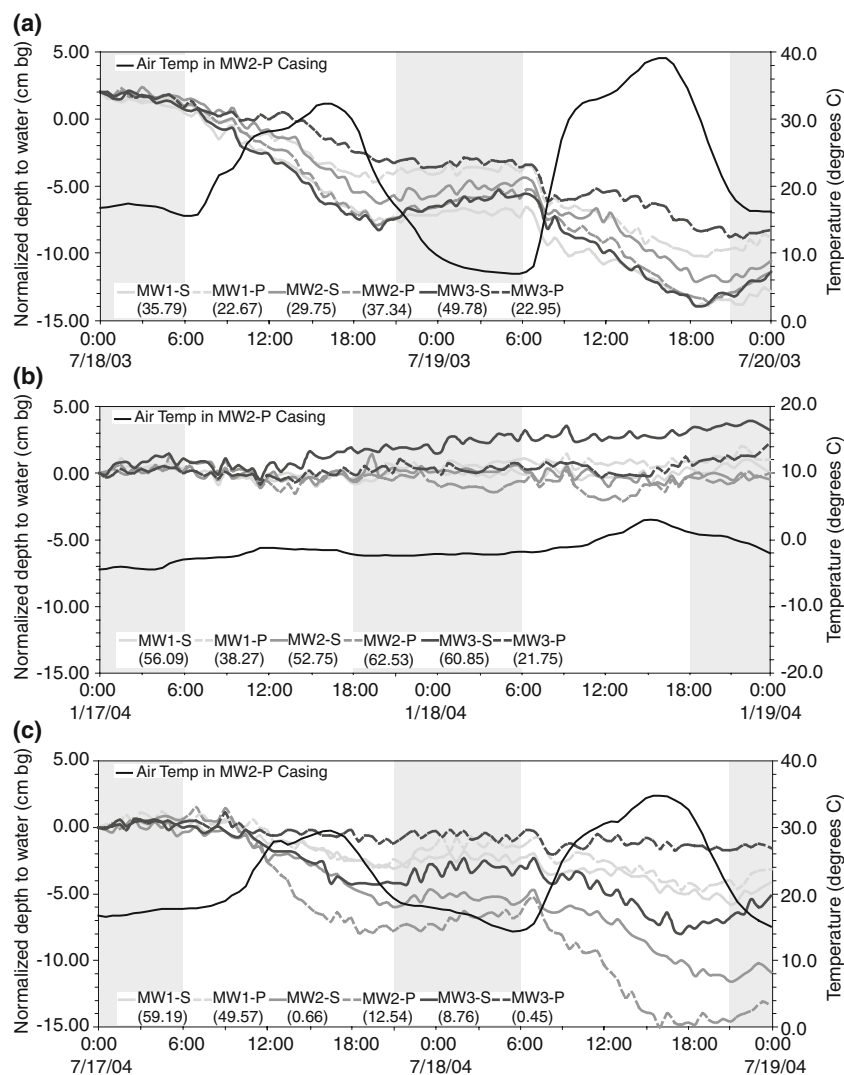 (a)
Normalized depth to water (cm bg)
Temperature (degrees C)
5.00
0.00
-5.00
-10.00
-15.00
40.0
30.0
20.0
10.0
0.0
Air Temp in MW2-P Casing
MW1-S MW1-P MW2-S MW2-P MW3-S MW3-P
(35.79) (22.67) (29.75) (37.34) (49.78) (22.95)
0:00 6:00 12:00 18:00 0:00 6:00 12:00 18:00 0:00
7/18/03 7/19/03 7/20/03
(b)
Normalized depth to water (cm bg)
Temperature (degrees C)
5.00
0.00
-5.00
-10.00
-15.00
20.0
10.0
0.0
-10.0
-20.0
Air Temp in MW2-P Casing
MW1-S MW1-P MW2-S MW2-P MW3-S MW3-P
(56.09) (38.27) (52.75) (62.53) (60.85) (21.75)
0:00 6:00 12:00 18:00 0:00 6:00 12:00 18:00 0:00
1/17/04 1/18/04 1/19/04
(c)
Normalized depth to water (cm bg)
Temperature (degrees C)
5.00
0.00
-5.00
-10.00
-15.00
40.0
30.0
20.0
10.0
0.0
Air Temp in MW2-P Casing
MW1-S MW1-P MW2-S MW2-P MW3-S MW3-P
(59.19) (49.57) (0.66) (12.54) (8.76) (0.45)
0:00 6:00 12:00 18:00 0:00 6:00 12:00 18:00 0:00
7/17/04 7/18/04 7/19/04